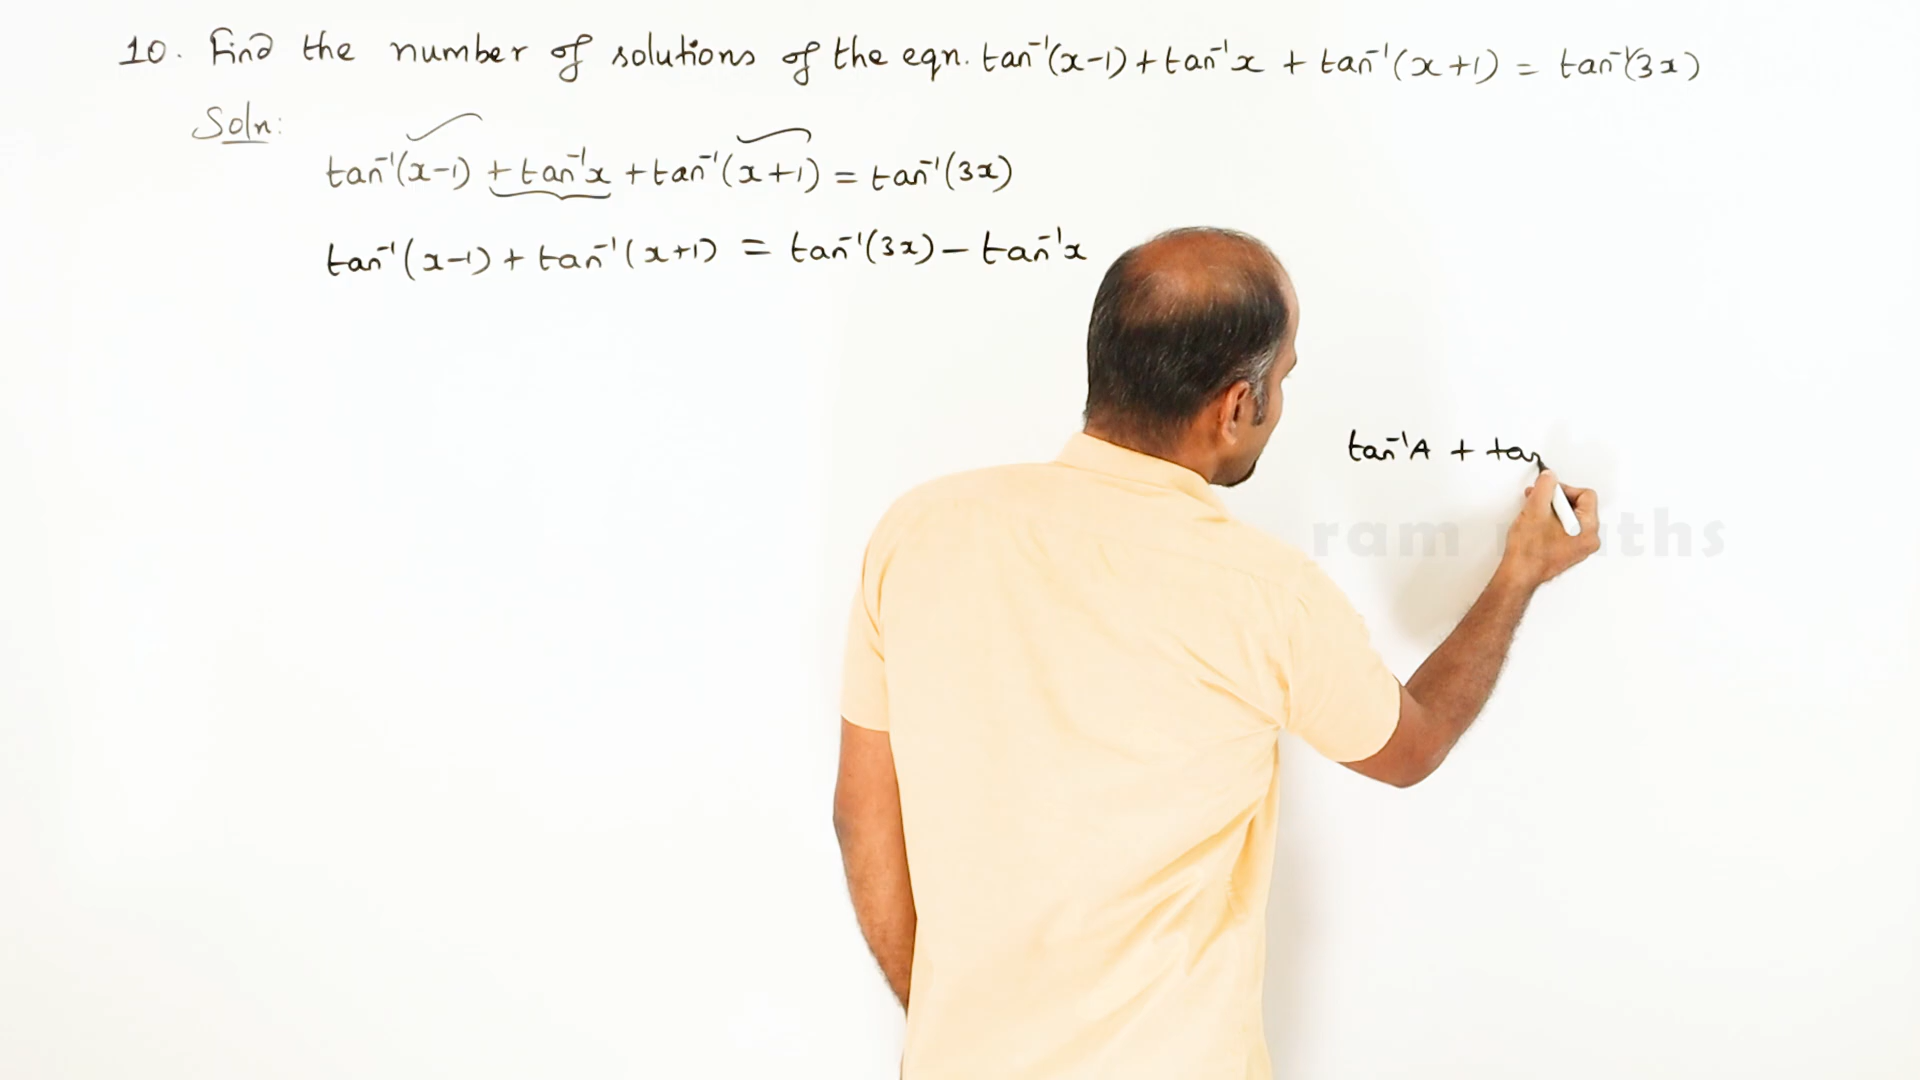 10. Find the number of solutions of the eqn. tan⁻¹(x-1) + tan⁻¹x + tan⁻¹(x+1) = tan⁻¹(3x)
Soln:
tan⁻¹(x-1) + tan⁻¹x + tan⁻¹(x+1) = tan⁻¹(3x)
tan⁻¹(x-1) + tan⁻¹(x+1) = tan⁻¹(3x) - tan⁻¹x
tan⁻¹A + tan
ram maths